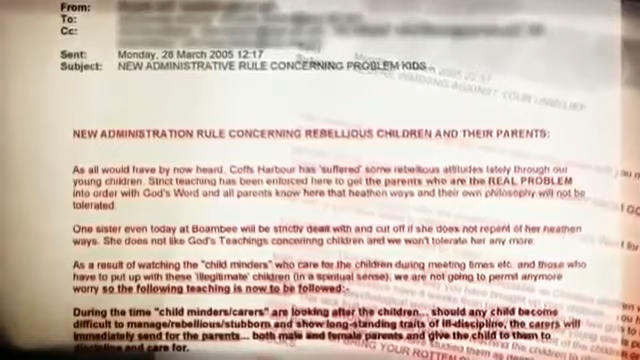 From:
To:
Cc:
Sent: Monday, 28 March 2005 12:17
Subject: NEW ADMINISTRATIVE RULE CONCERNING PROBLEM KIDS
NEW ADMINISTRATION RULE CONCERNING REBELLIOUS CHILDREN AND THEIR PARENTS:
As all would have by now heard, Coffs Harbour has 'suffered' some rebellious attitudes lately through our
young children. Strict teaching has been enforced here to get the parents who are the REAL PROBLEM
into order with God's Word and all parents know here that heathen ways and their own philosophy will not be
tolerated.
One sister even today at Boambee will be strictly dealt with and cut off if she does not repent of her heathen
ways. She does not like God's Teachings concerning children and we won't tolerate her any more.
As a result of watching the "child minders" who care for the children during meeting times etc. and those who
have to put up with these 'illegitimate' children (in a spiritual sense), we are not going to permit anymore
worry so the following teaching is now to be followed:-
During the time "child minders/carers" are looking after the children... should any child become
difficult to manage/rebellious/stubborn and show long-standing traits of ill-discipline, the carers will
immediately send for the parents... both male and female parents and give the child to them to
discipline and care for.